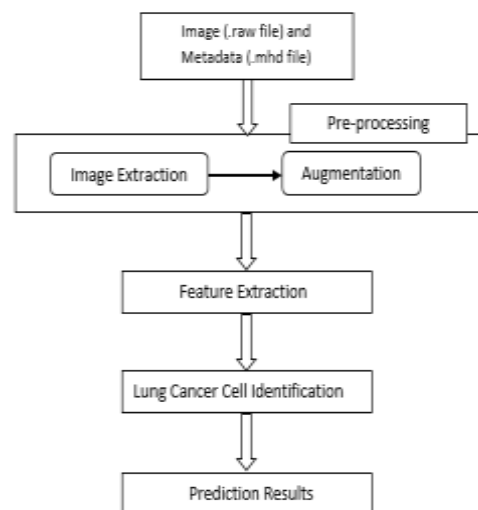 Image (.raw file) and
Metadata (.mhd file)
Pre-processing
Image Extraction
Augmentation
Feature Extraction
Lung Cancer Cell Identification
Prediction Results